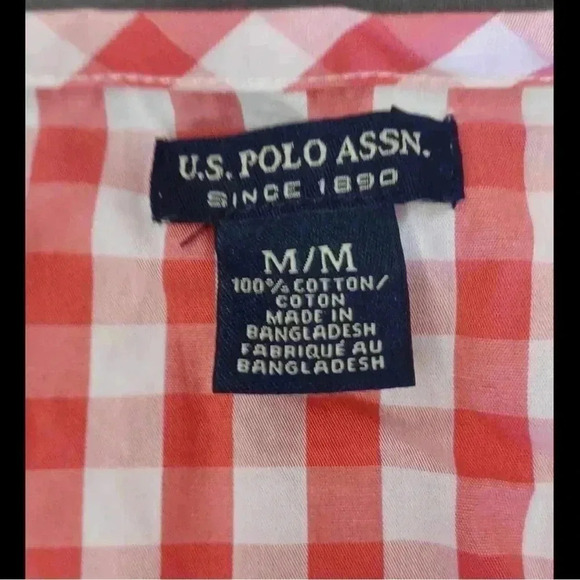 U.S. POLO ASSN.
SINCE 1890
M/M
100% COTTON/
COTON
MADE IN
BANGLADESH
FABRIQUÉ AU
BANGLADESH